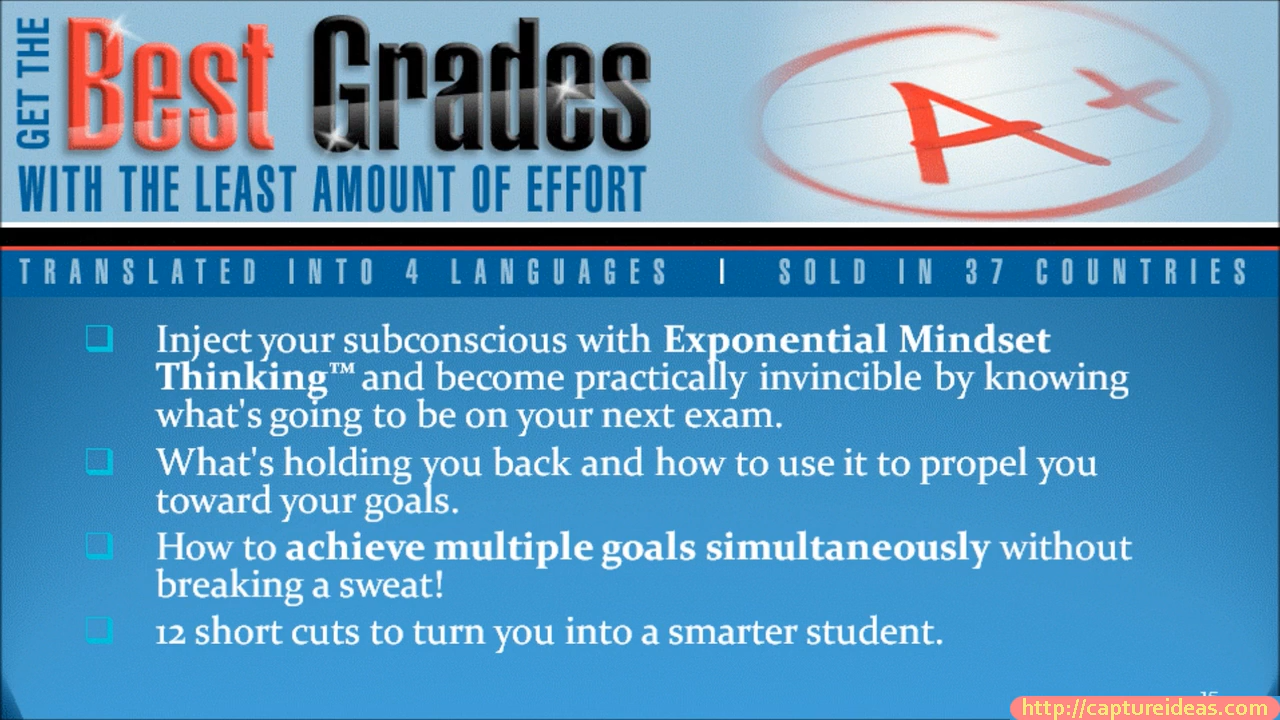 GET THE
Best Grades
WITH THE LEAST AMOUNT OF EFFORT
A+
TRANSLATED INTO 4 LANGUAGES | SOLD IN 37 COUNTRIES
Inject your subconscious with Exponential Mindset
Thinking™ and become practically invincible by knowing
what's going to be on your next exam.
What's holding you back and how to use it to propel you
toward your goals.
How to achieve multiple goals simultaneously without
breaking a sweat!
12 short cuts to turn you into a smarter student.
http://captureideas.com